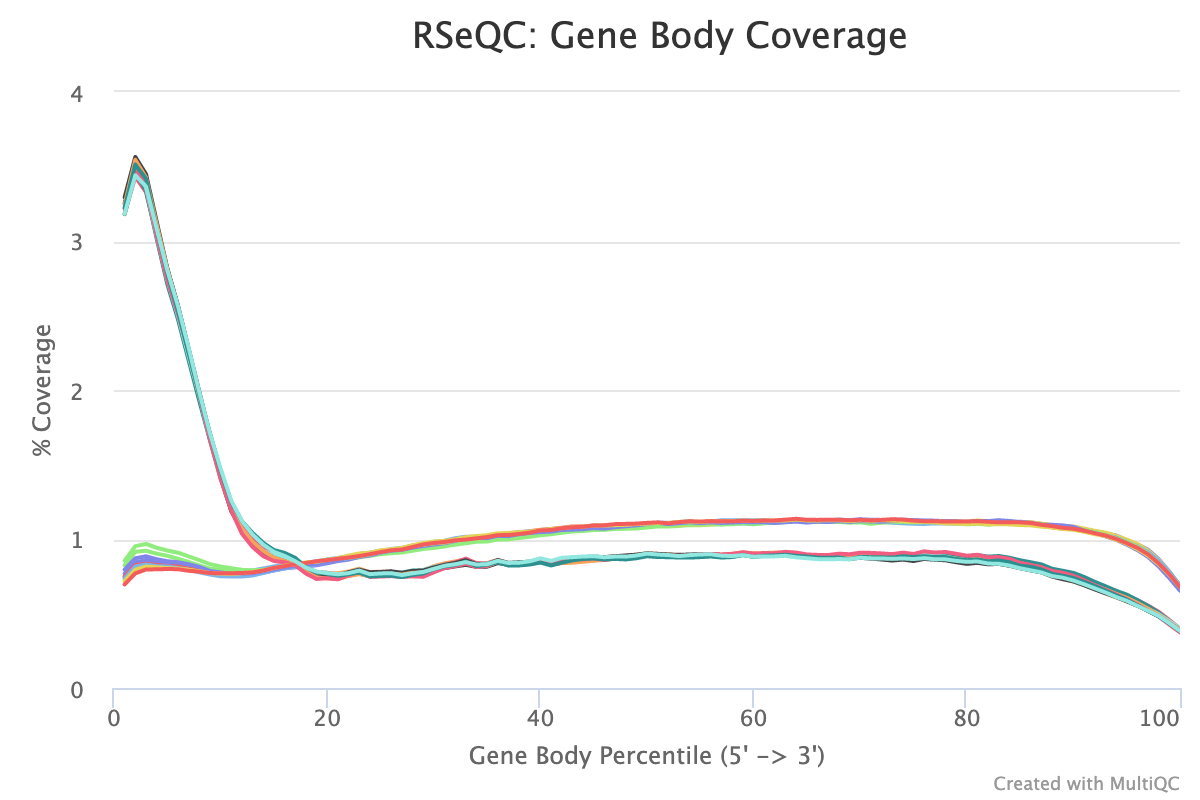 RSeQC: Gene Body Coverage
4
3
2
1
0
% Coverage
0 20 40 60 80 100
Gene Body Percentile (5' -> 3')
Created with MultiQC